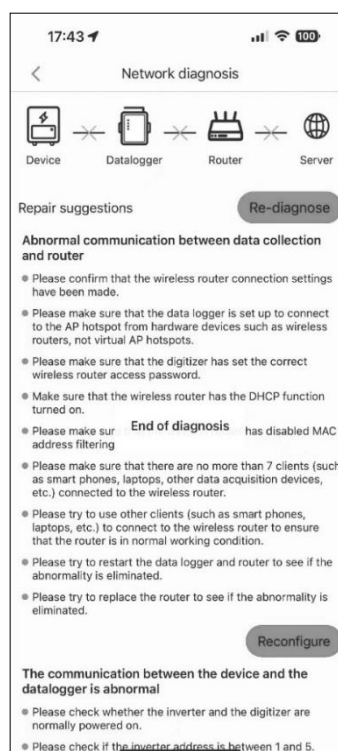 17:43
100
Network diagnosis
Device Datalogger Router Server
Repair suggestions Re-diagnose
Abnormal communication between data collection
and router
Please confirm that the wireless router connection settings
have been made.
Please make sure that the data logger is set up to connect
to the AP hotspot from hardware devices such as wireless
routers, not virtual AP hotspots.
Please make sure that the digitizer has set the correct
wireless router access password.
Make sure that the wireless router has the DHCP function
turned on.
Please make sur End of diagnosis has disabled MAC
address filtering
Please make sure that there are no more than 7 clients (such
as smart phones, laptops, other data acquisition devices,
etc.) connected to the wireless router.
Please try to use other clients (such as smart phones,
laptops, etc.) to connect to the wireless router to ensure
that the router is in normal working condition.
Please try to restart the data logger and router to see if the
abnormality is eliminated.
Please try to replace the router to see if the abnormality is
eliminated.
Reconfigure
The communication between the device and the
datalogger is abnormal
Please check whether the inverter and the digitizer are
normally powered on.
Please check if the inverter address is between 1 and 5.